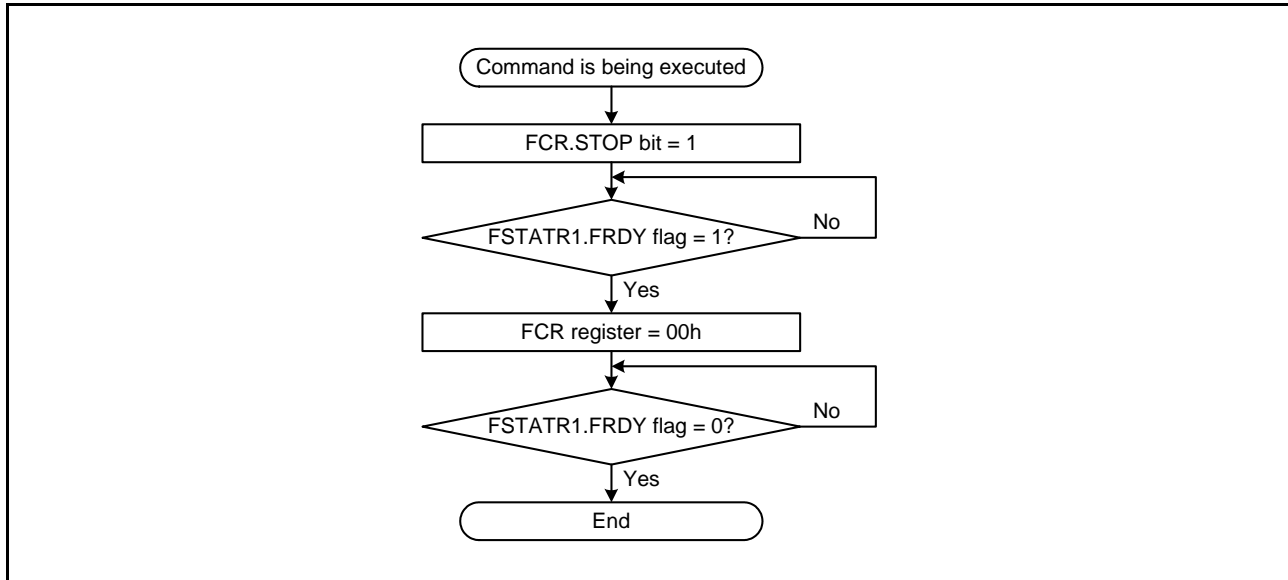 Command is being executed
FCR.STOP bit = 1
FSTATR1.FRDY flag = 1?
No
Yes
FCR register = 00h
FSTATR1.FRDY flag = 0?
No
Yes
End